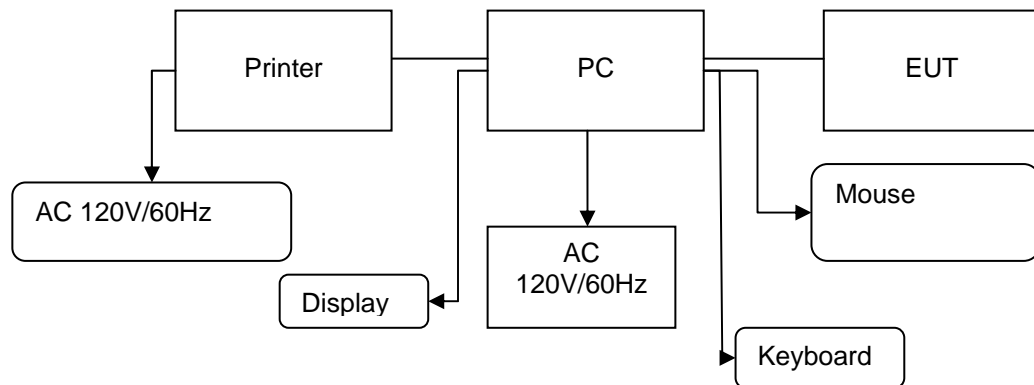 Printer
PC
EUT
AC 120V/60Hz
Mouse
AC
120V/60Hz
Display
Keyboard